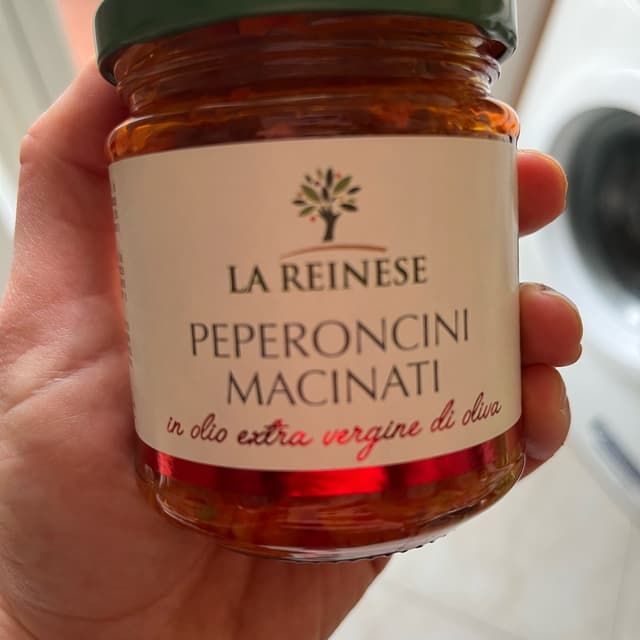 LA REINESE
PEPERONCINI
MACINATI
in olio extra vergine di oliva